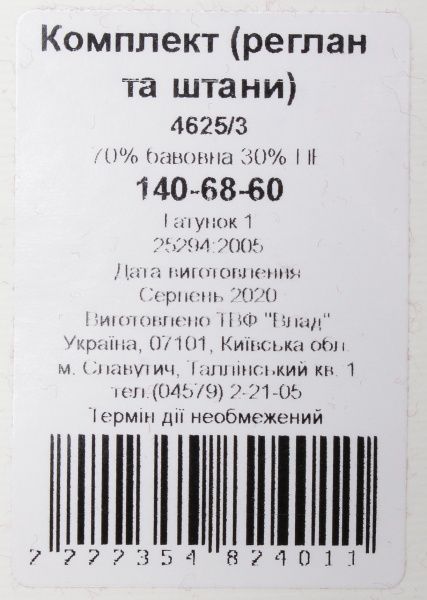 Комплект (реглан
та штани)
4625/3
70% бавовна 30% ПЕ
140-68-60
Гатунок 1
25294:2005
Дата виготовлення
Серпень 2020
Виготовлено ТВФ "Влад"
Україна, 07101, Київська обл.
м. Славутич, Таллінський кв. 1
тел.(04579) 2-21-05
Термін дії необмежений
2 222354 824011